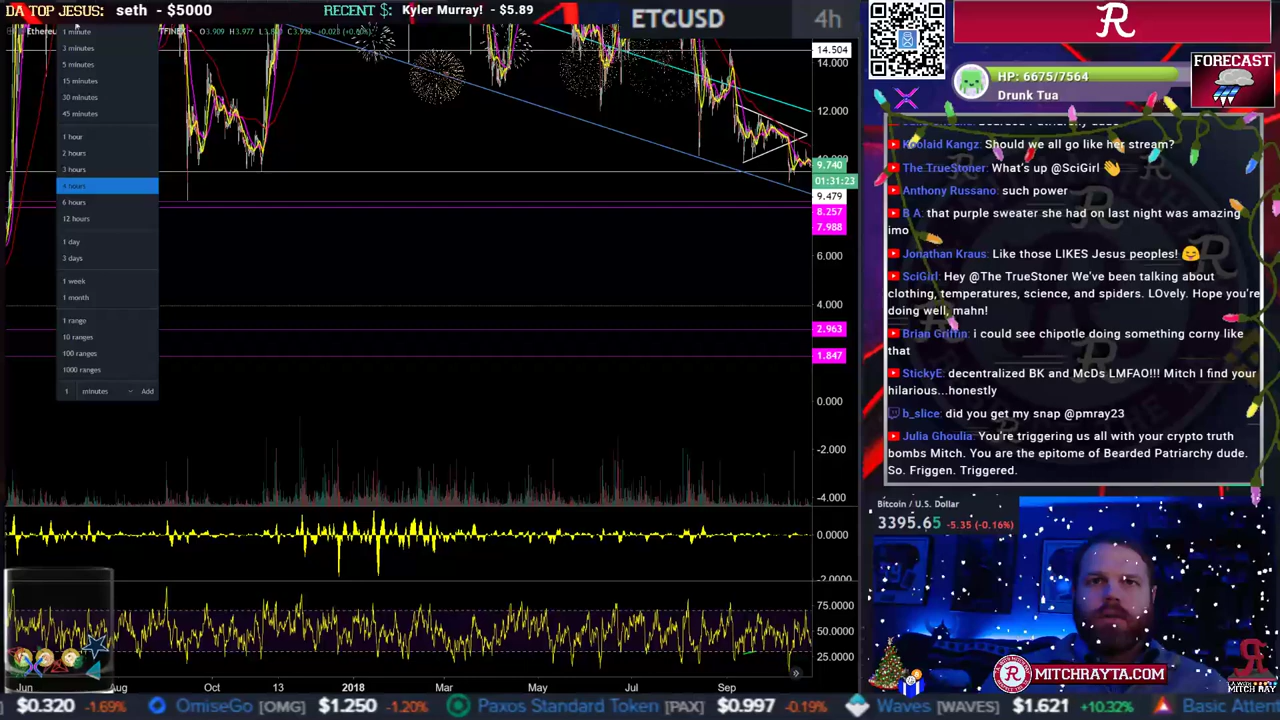 DA TOP JESUS: seth - $5000
RECENT $: Kyler Murray! - $5.89
ETCUSD 4h
O3.909
1 minute
3 minutes
5 minutes
15 minutes
30 minutes
45 minutes
1 hour
2 hours
3 hours
4 hours
6 hours
12 hours
1 day
3 days
1 week
1 month
1 range
10 ranges
100 ranges
1000 ranges
1 minutes Add
14.504
14.000
12.000
9.740
01:31:23
9.479
8.257
7.988
6.000
4.000
2.963
1.847
0.000
-2.000
-4.000
0.0000
75.0000
50.0000
25.0000
Jun Aug Oct 13 2018 Mar May Jul Sep
HP: 6675/7564
Drunk Tua
FORECAST
Koolaid Kangz: Should we all go like her stream?
The TrueStoner: What's up @SciGirl 👋
Anthony Russano: such power
B A: that purple sweater she had on last night was amazing
imo
Jonathan Kraus: Like those LIKES Jesus peoples! 😄
SciGirl: Hey @The TrueStoner We've been talking about
clothing, temperatures, science, and spiders. LOvely. Hope you're
doing well, mahn!
Brian Griffin: i could see chipotle doing something corny like
that
StickyE: decentralized BK and McDs LMFAO!!! Mitch I find your
hilarious...honestly
b_slice: did you get my snap @pmray23
Julia Ghoulia: You're triggering us all with your crypto truth
bombs Mitch. You are the epitome of Bearded Patriarchy dude.
So. Friggen. Triggered.
Bitcoin / U.S. Dollar
3395.65 -5.35 (-0.16%)
MITCHRAYTA.COM
MITCH RAY
$0.320 -1.69% OmiseGo [OMG] $1.250 -1.20% Paxos Standard Token [PAX] $0.997 -0.19% Waves [WAVES] $1.621 +10.32% Basic Atten